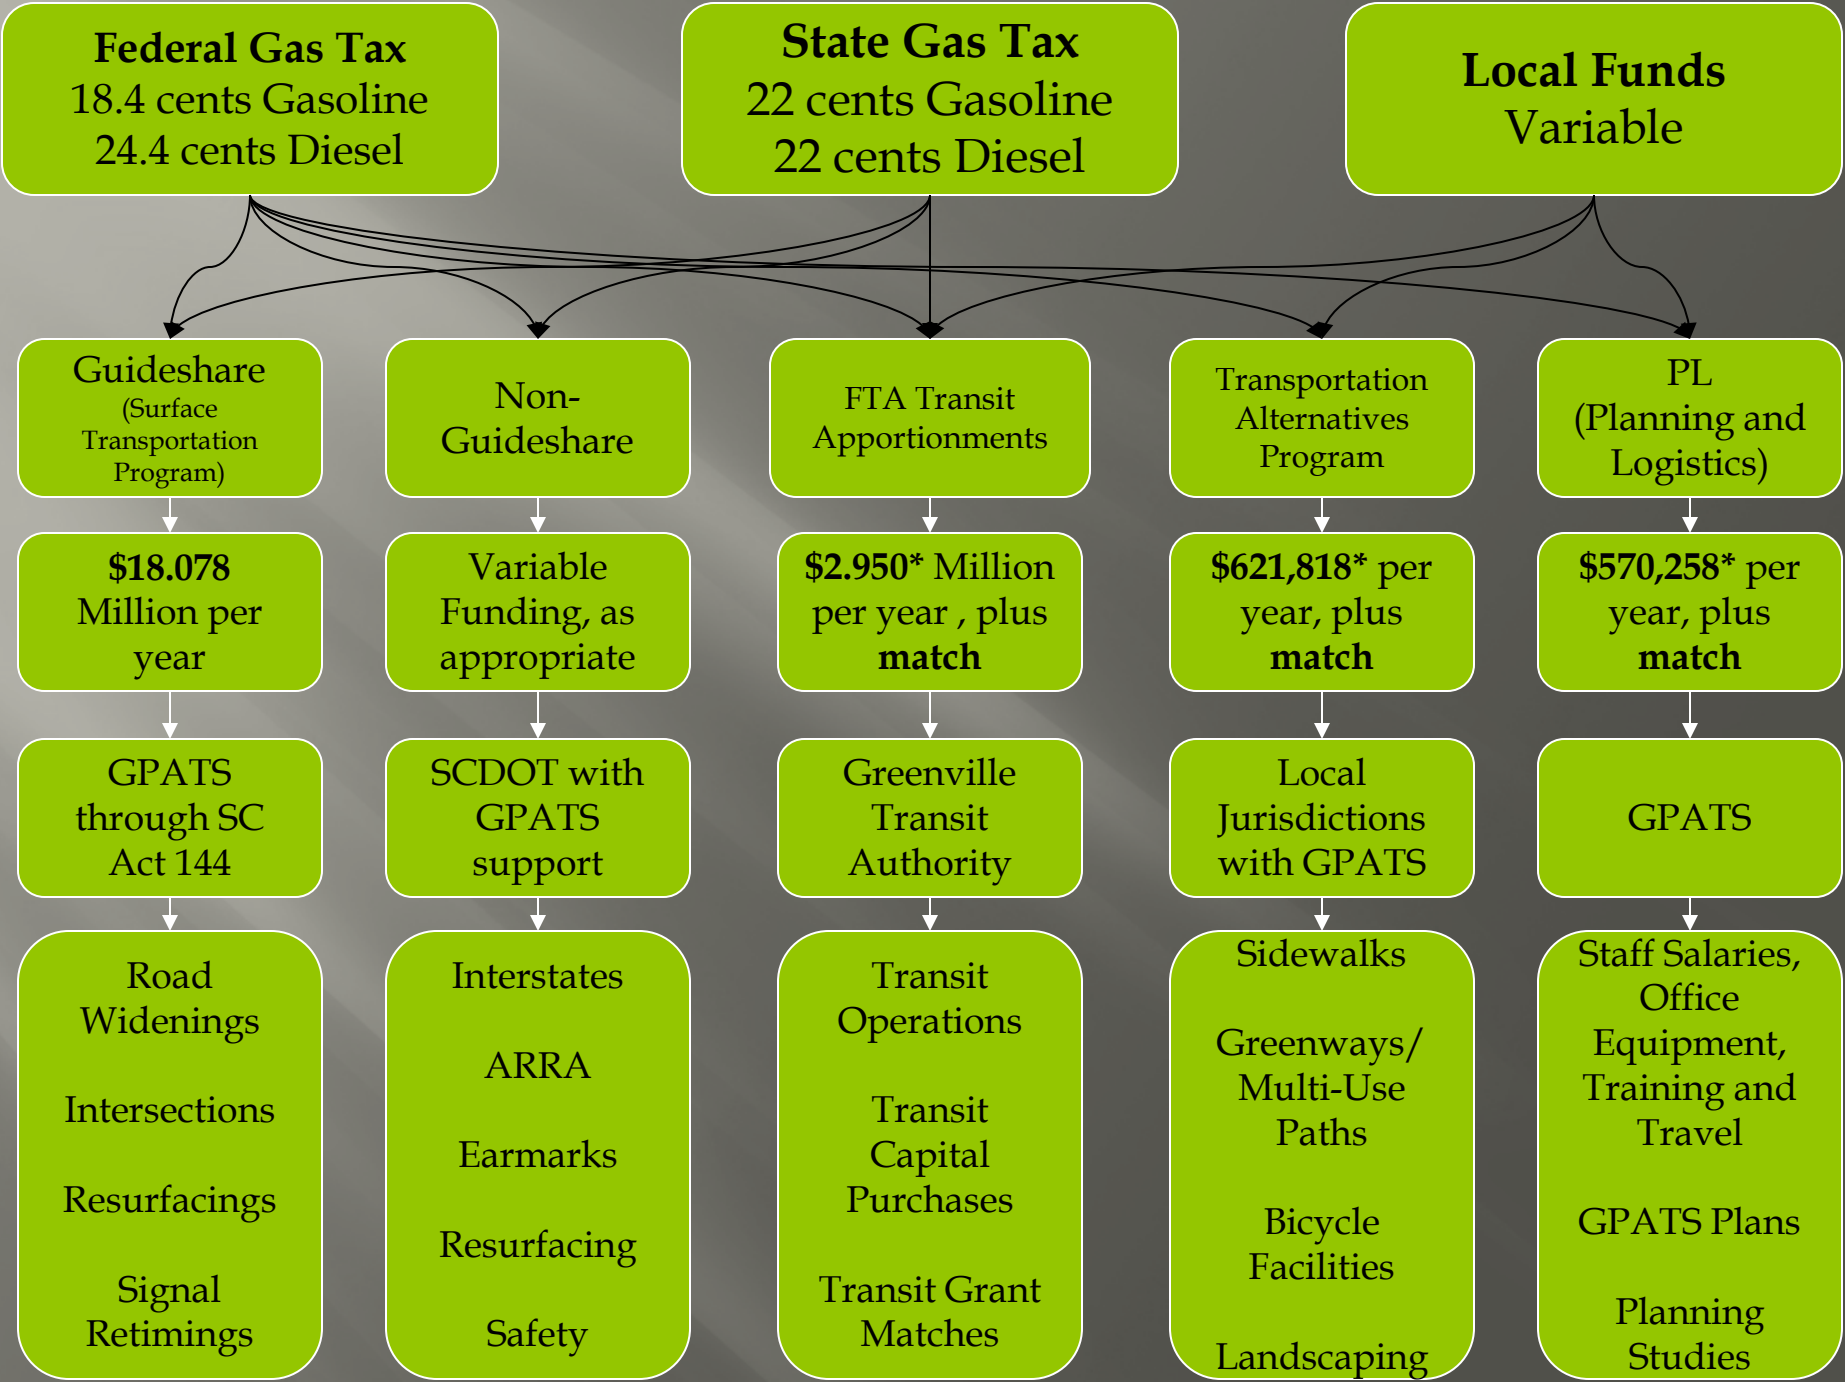 Federal Gas Tax
18.4 cents Gasoline
24.4 cents Diesel
State Gas Tax
22 cents Gasoline
22 cents Diesel
Local Funds
Variable
Guideshare
(Surface
Transportation
Program)
Non-
Guideshare
FTA Transit
Apportionments
Transportation
Alternatives
Program
PL
(Planning and
Logistics)
$18.078
Million per
year
Variable
Funding, as
appropriate
$2.950* Million
per year , plus
match
$621,818* per
year, plus
match
$570,258* per
year, plus
match
GPATS
through SC
Act 144
SCDOT with
GPATS
support
Greenville
Transit
Authority
Local
Jurisdictions
with GPATS
GPATS
Road
Widenings
Intersections
Resurfacings
Signal
Retimings
Interstates
ARRA
Earmarks
Resurfacing
Safety
Transit
Operations
Transit
Capital
Purchases
Transit Grant
Matches
Sidewalks
Greenways/
Multi-Use
Paths
Bicycle
Facilities
Landscaping
Staff Salaries,
Office
Equipment,
Training and
Travel
GPATS Plans
Planning
Studies